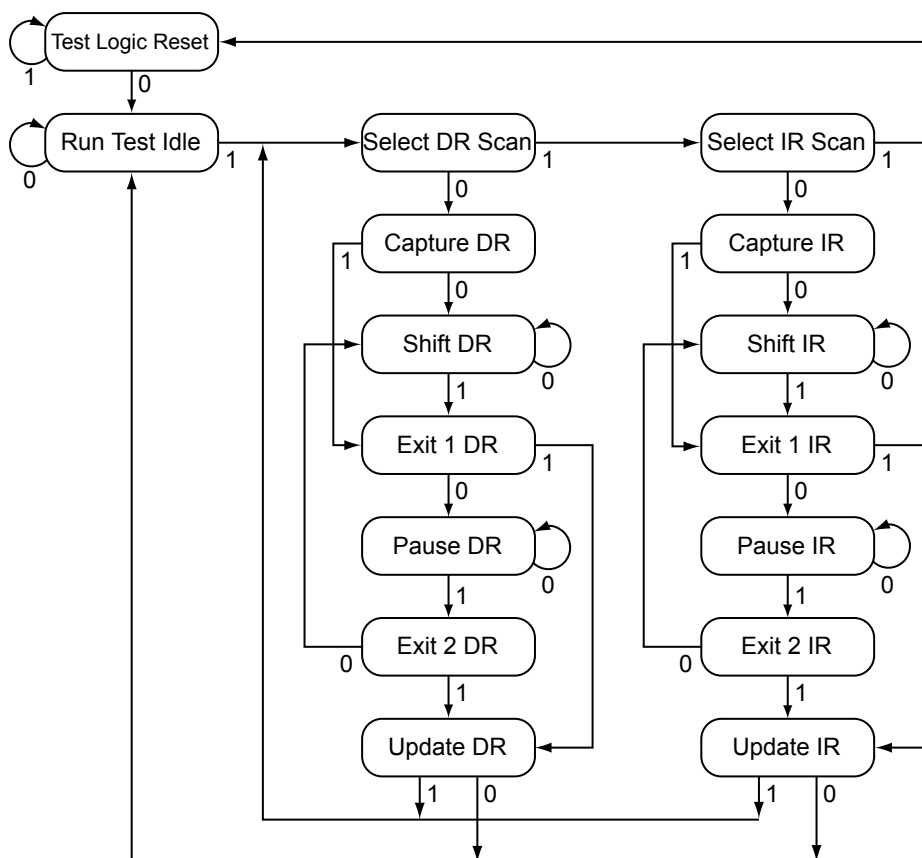 Test Logic Reset
1
0
Run Test Idle
0
1
Select DR Scan
1
0
Select IR Scan
1
0
Capture DR
1
0
Capture IR
1
0
Shift DR
0
1
Shift IR
0
1
Exit 1 DR
1
0
Exit 1 IR
1
0
Pause DR
0
1
Pause IR
0
1
Exit 2 DR
0
1
Exit 2 IR
0
1
Update DR
1
0
Update IR
1
0